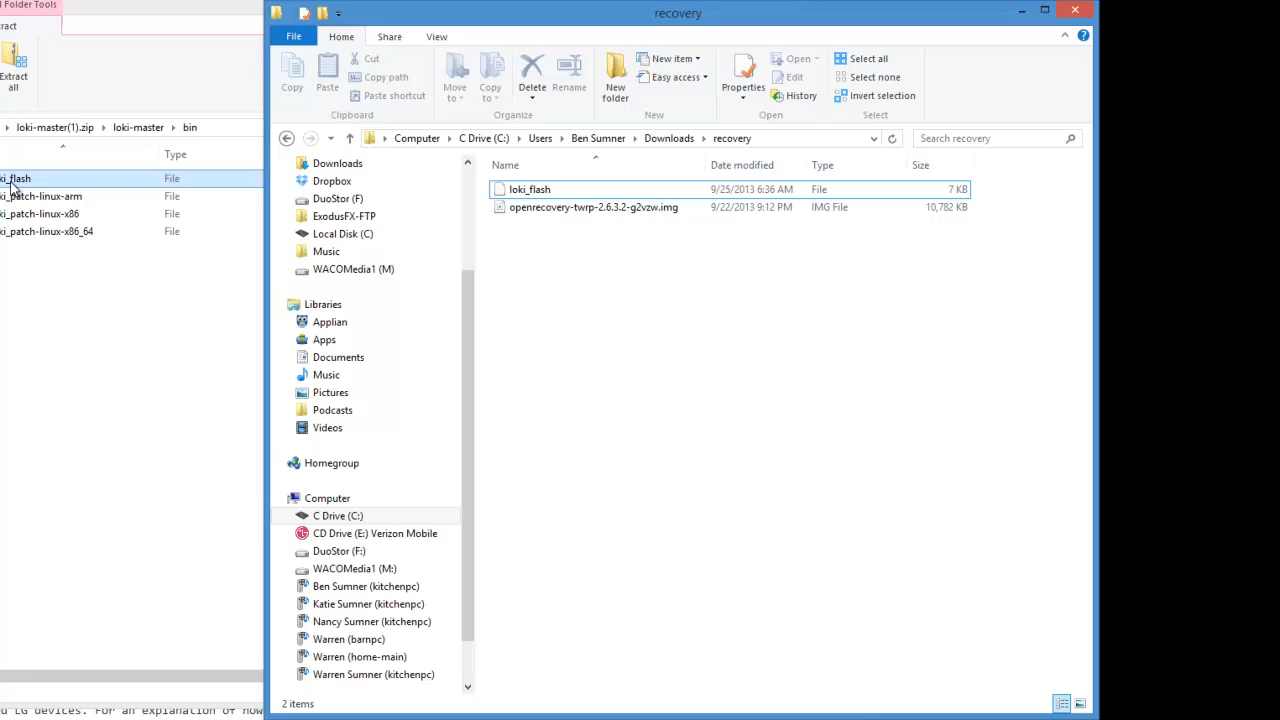 d Folder Tools
ract
Extract
all
loki-master(1).zip
loki-master
bin
Type
ki_flash File
ki_patch-linux-arm File
ki_patch-linux-x86 File
ki_patch-linux-x86_64 File
d LG devices. For an explanation of how
recovery
File Home Share View
Copy
Paste
Cut
Copy path
Paste shortcut
Clipboard
Move
to
Copy
to
Delete
Rename
Organize
New
folder
New item
Easy access
New
Properties
Open
Edit
History
Open
Select all
Select none
Invert selection
Select
Computer C Drive (C:) Users Ben Sumner Downloads recovery
Search recovery
Downloads
Dropbox
DuoStor (F:)
ExodusFX-FTP
Local Disk (C:)
Music
WACOMedia1 (M)
Libraries
Applian
Apps
Documents
Music
Pictures
Podcasts
Videos
Homegroup
Computer
C Drive (C:)
CD Drive (E:) Verizon Mobile
DuoStor (F:)
WACOMedia1 (M:)
Ben Sumner (kitchenpc)
Katie Sumner (kitchenpc)
Nancy Sumner (kitchenpc)
Warren (barnpc)
Warren (home-main)
Warren Sumner (kitchenpc)
Name Date modified Type Size
loki_flash 9/25/2013 6:36 AM File 7 KB
openrecovery-twrp-2.6.3.2-g2vzw.img 9/22/2013 9:12 PM IMG File 10,782 KB
2 items